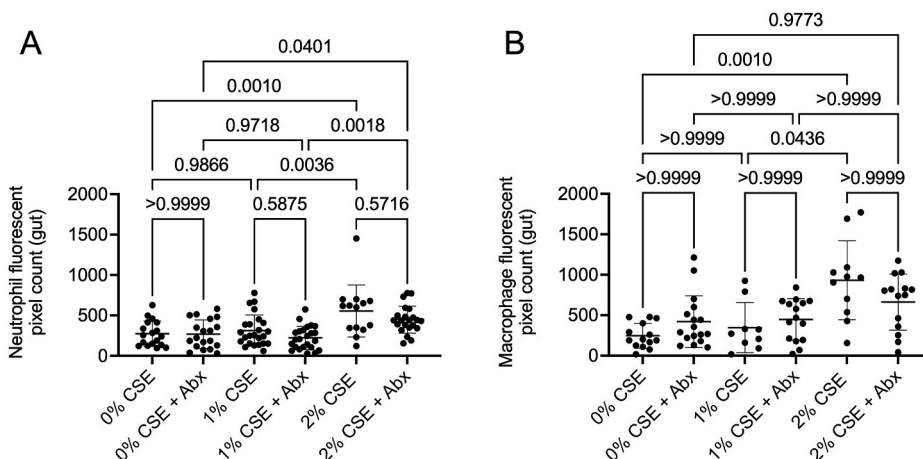 A
0.0401
0.0010
0.9718 0.0018
0.9866 0.0036
>0.9999 0.5875 0.5716
Neutrophil fluorescent
pixel count (gut)
2000
1500
1000
500
0
0% CSE
0% CSE + Abx
1% CSE
1% CSE + Abx
2% CSE
2% CSE + Abx
B
0.9773
0.0010
>0.9999 >0.9999
>0.9999 0.0436
>0.9999 >0.9999 >0.9999
Macrophage fluorescent
pixel count (gut)
2000
1500
1000
500
0
0% CSE
0% CSE + Abx
1% CSE
1% CSE + Abx
2% CSE
2% CSE + Abx